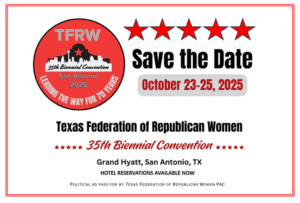 TFRW
35th Biennial Convention
San Antonio
2025
LEADING THE WAY FOR 70 YEARS
Save the Date
October 23-25, 2025
Texas Federation of Republican Women
35th Biennial Convention
Grand Hyatt, San Antonio, TX
HOTEL RESERVATIONS AVAILABLE NOW
Political ad paid for by Texas Federation of Republican Women PAC